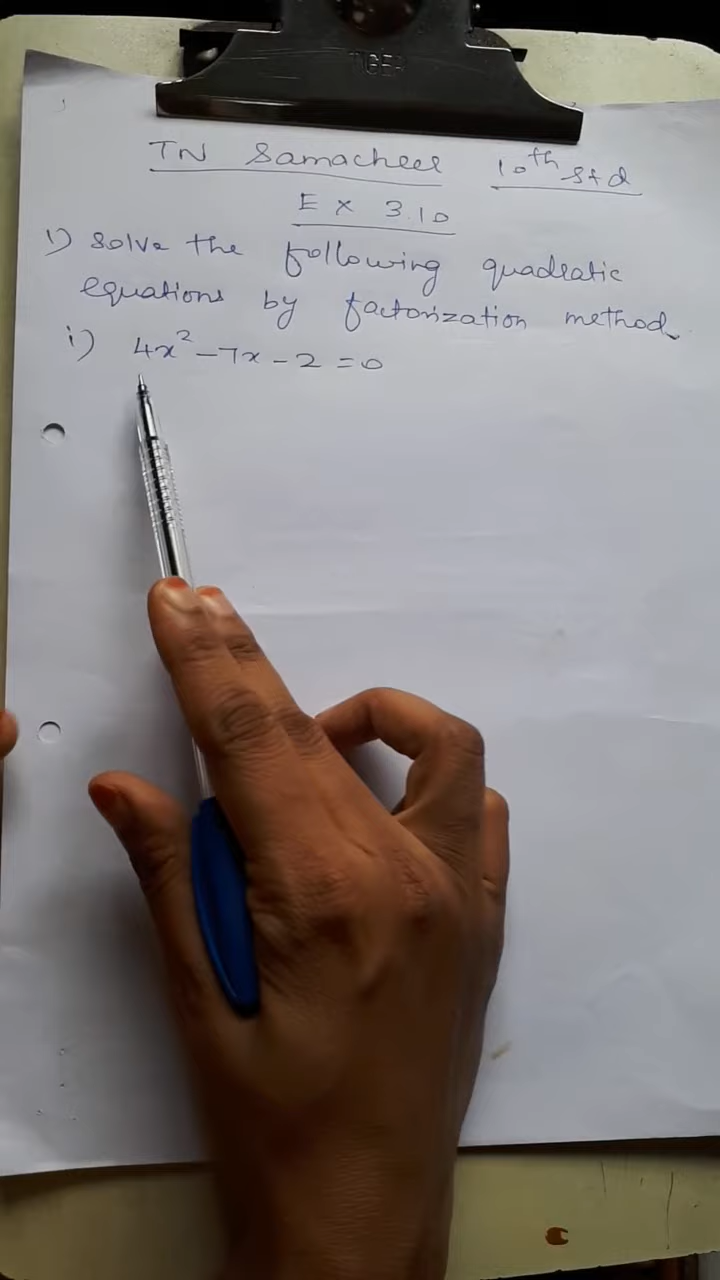 TIGER
TN Samacheer 10th std
Ex 3.10
1) solve the following quadratic
equations by factorization method.
i) 4x² - 7x - 2 = 0